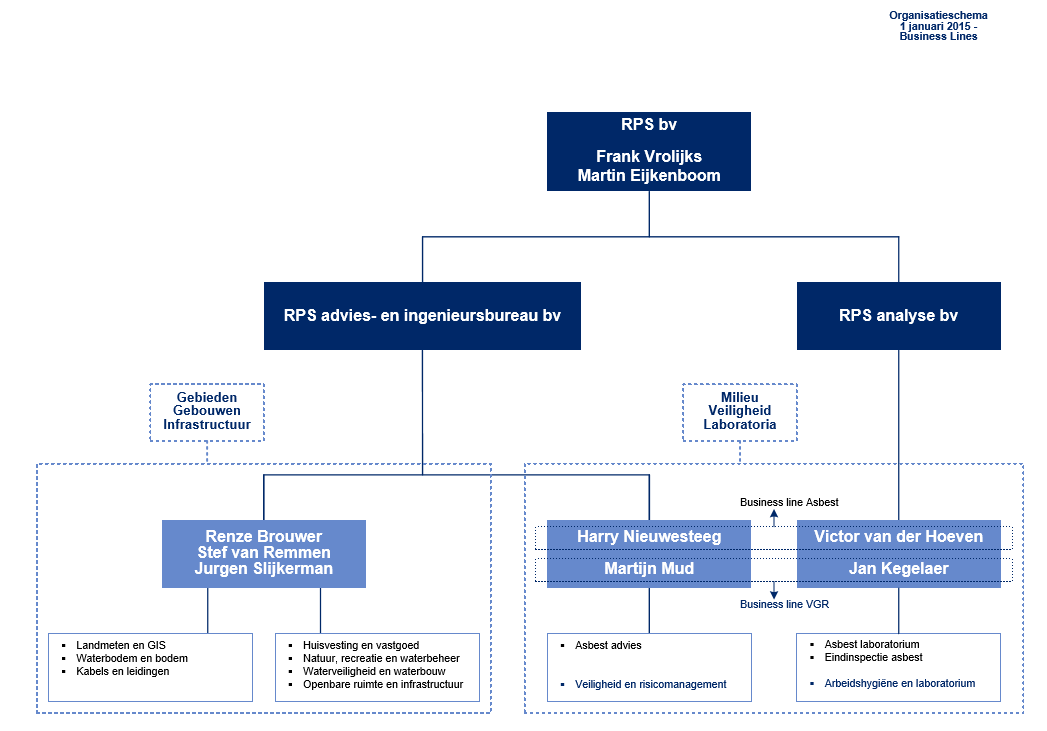 Organisatieschema
1 januari 2015 -
Business Lines
RPS bv
Frank Vrolijks
Martin Eijkenboom
RPS advies- en ingenieursbureau bv
RPS analyse bv
Gebieden
Gebouwen
Infrastructuur
Milieu
Veiligheid
Laboratoria
Business line Asbest
Renze Brouwer
Stef van Remmen
Jurgen Slijkerman
Harry Nieuwesteeg
Martijn Mud
Victor van der Hoeven
Jan Kegelaer
Business line VGR
▪ Landmeten en GIS
▪ Waterbodem en bodem
▪ Kabels en leidingen
▪ Huisvesting en vastgoed
▪ Natuur, recreatie en waterbeheer
▪ Waterveiligheid en waterbouw
▪ Openbare ruimte en infrastructuur
▪ Asbest advies
▪ Veiligheid en risicomanagement
▪ Asbest laboratorium
▪ Eindinspectie asbest
▪ Arbeidshygiëne en laboratorium